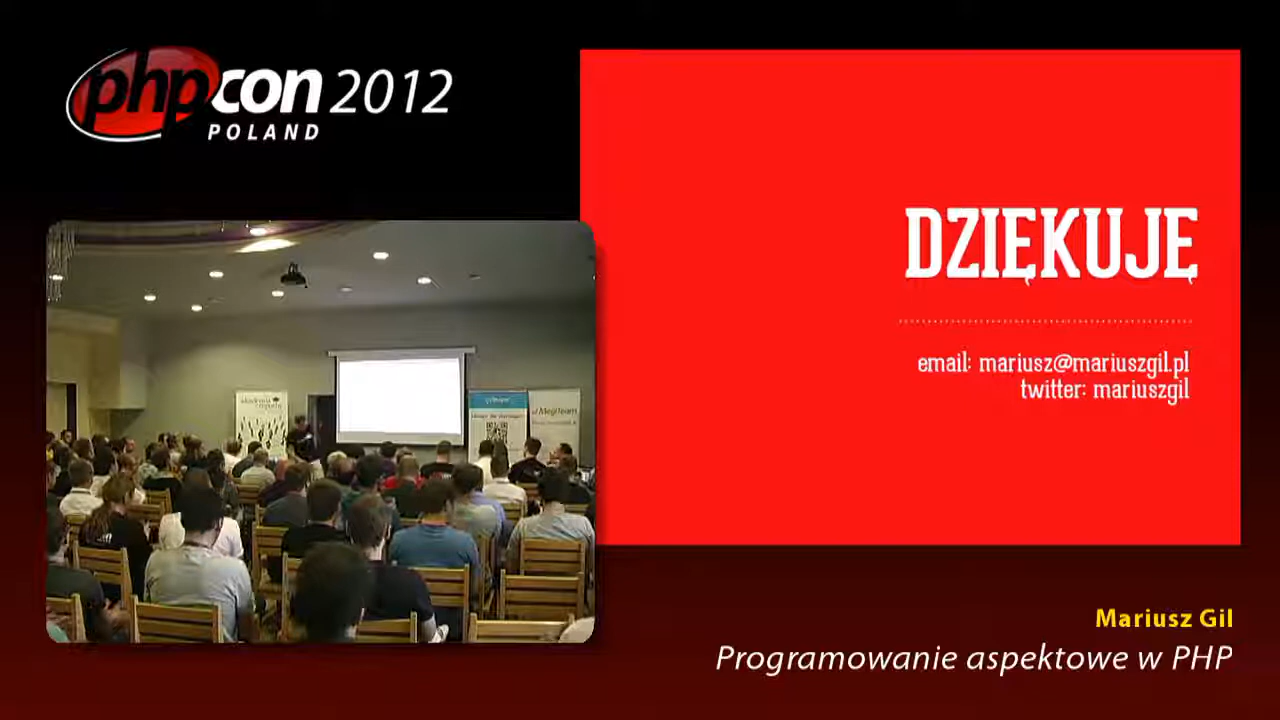 phpcon 2012
POLAND
DZIĘKUJĘ
email: mariusz@mariuszgil.pl
twitter: mariuszgil
Mariusz Gil
Programowanie aspektowe w PHP